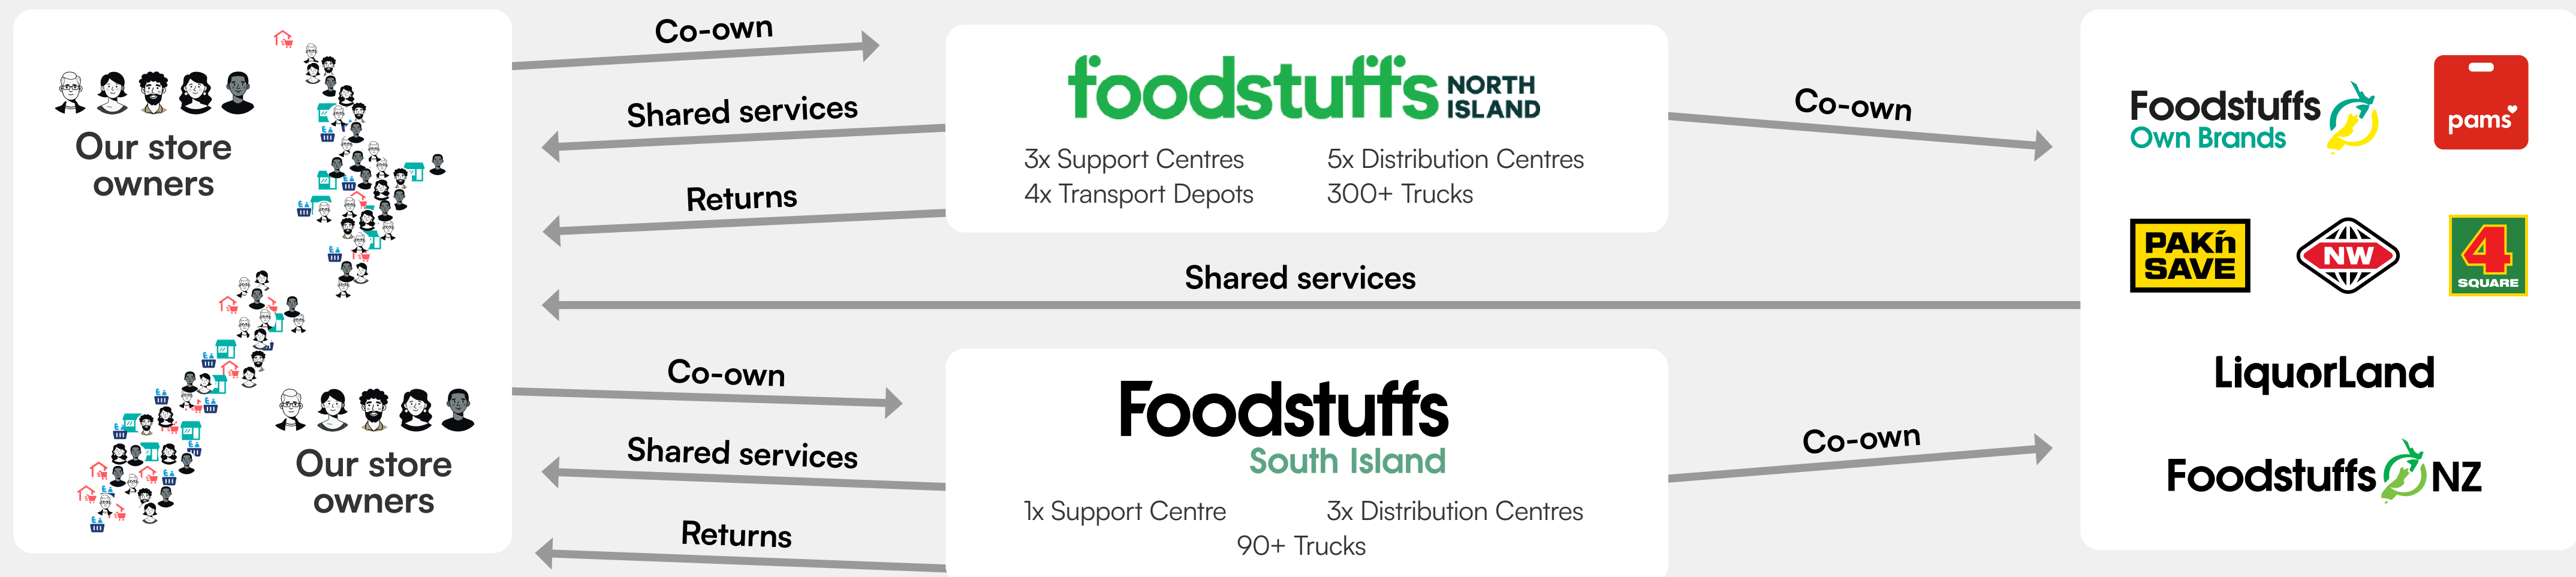 Our store
owners
Our store
owners
Co-own
Shared services
Returns
foodstuffs NORTH ISLAND
3x Support Centres
5x Distribution Centres
4x Transport Depots
300+ Trucks
Co-own
Shared services
Co-own
Shared services
Returns
Foodstuffs
South Island
1x Support Centre
3x Distribution Centres
90+ Trucks
Co-own
Foodstuffs
Own Brands
pams
PAKń
SAVE
NW
4
SQUARE
LiquorLand
Foodstuffs NZ